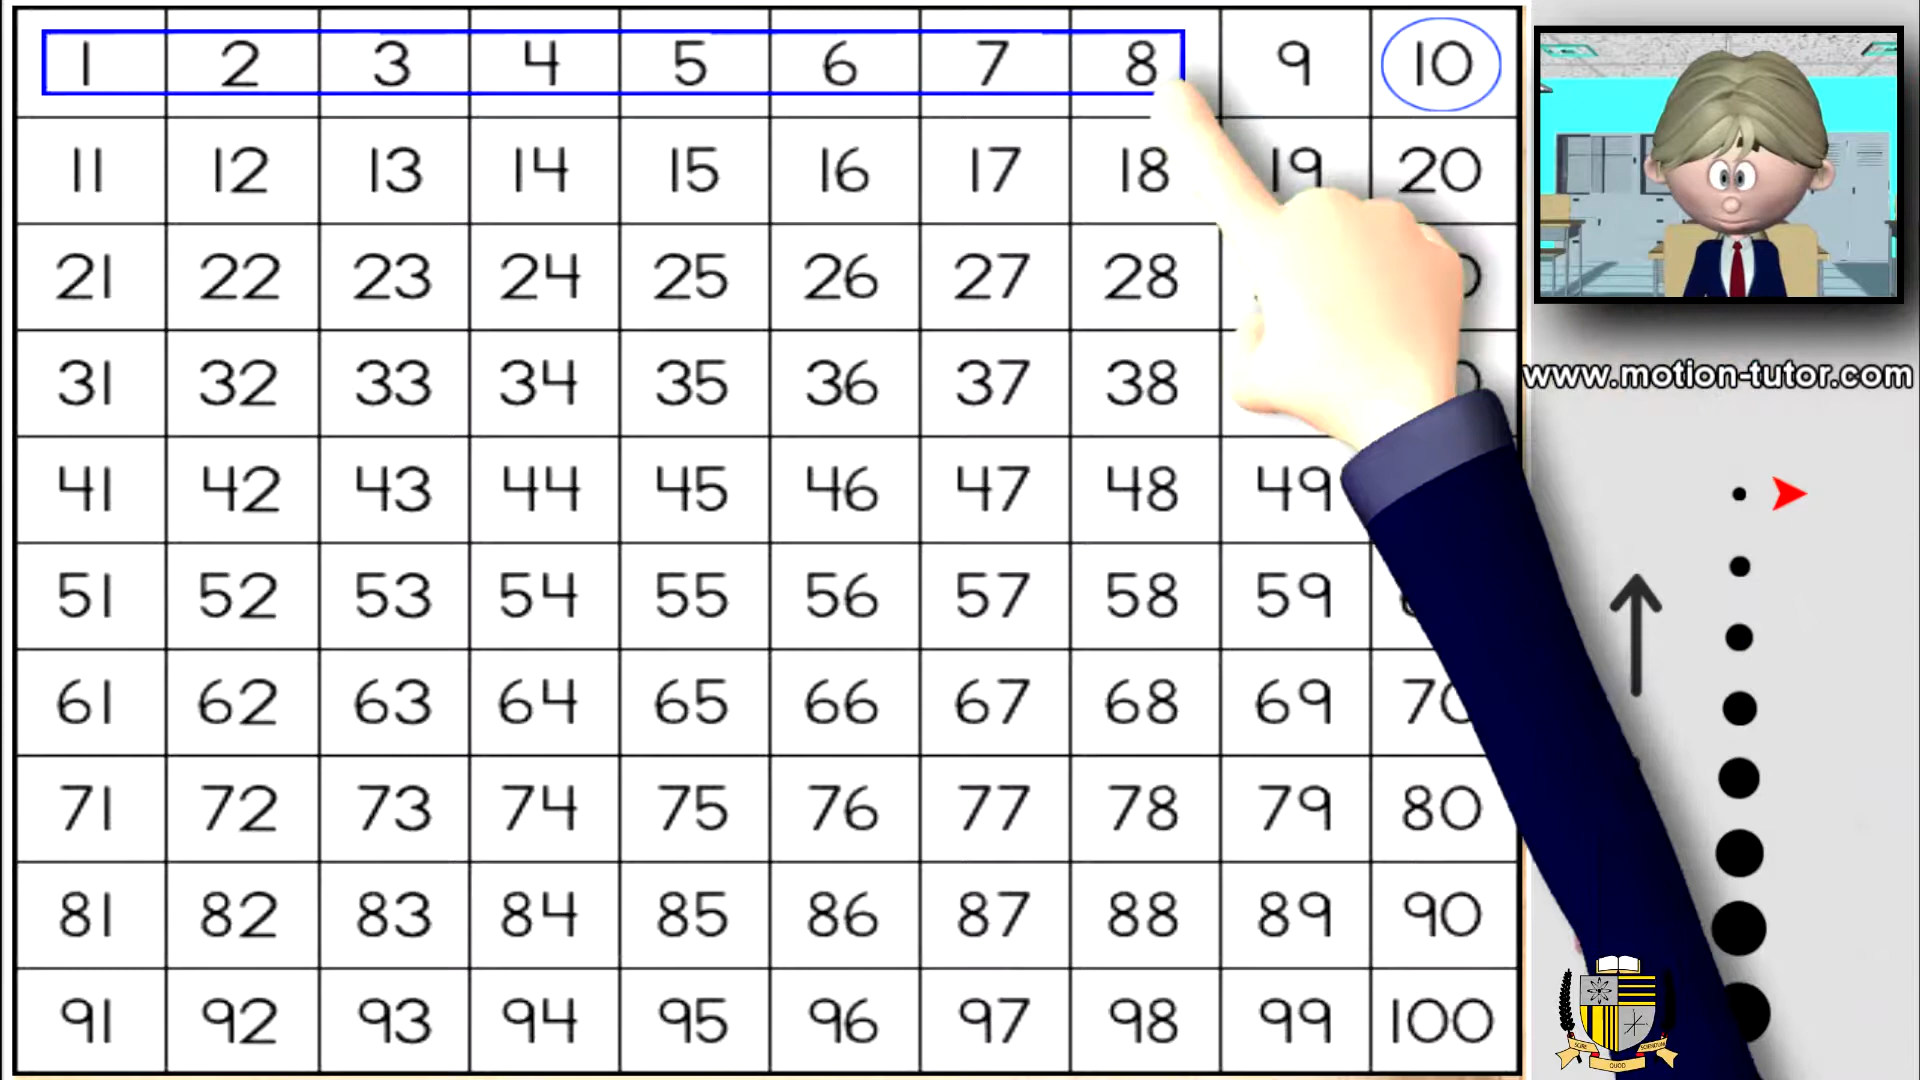 1 2 3 4 5 6 7 8 9 10
11 12 13 14 15 16 17 18 19 20
21 22 23 24 25 26 27 28
31 32 33 34 35 36 37 38
41 42 43 44 45 46 47 48 49
51 52 53 54 55 56 57 58 59
61 62 63 64 65 66 67 68 69 70
71 72 73 74 75 76 77 78 79 80
81 82 83 84 85 86 87 88 89 90
91 92 93 94 95 96 97 98 99 100
www.motion-tutor.com
SCIRE
SCIENTIAM
QUOD